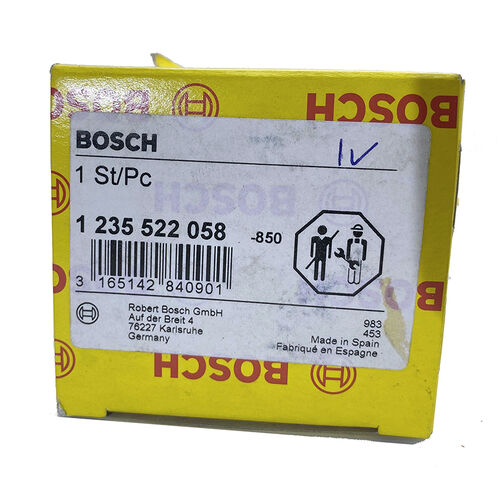 BOSCH
BOSCH
1 St/Pc
1V
1 235 522 058
-850
3 165142 840901
Robert Bosch GmbH
Auf der Breit 4
76227 Karlsruhe
Germany
983
453
Made in Spain
Fabriqué en Espagne
BOSCH